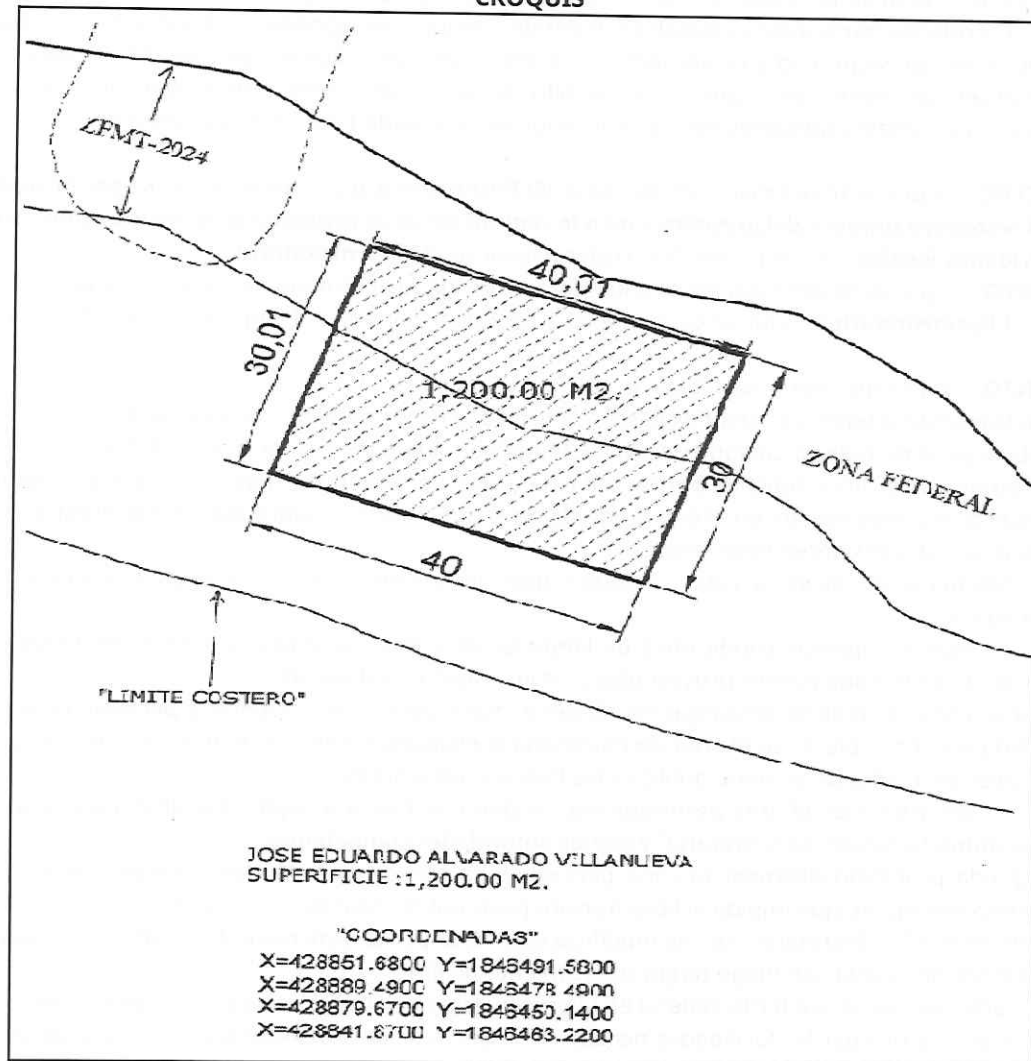 CROQUIS
ZFMT-2024
40,01
30,01
1,200.00 M2.
30
ZONA FEDERAL
40
"LIMITE COSTERO"
JOSE EDUARDO ALVARADO VILLANUEVA
SUPERIFICIE :1,200.00 M2.
"COORDENADAS"
X=428851.6800 Y=1846491.5800
X=428889.4900 Y=1846478.4900
X=428879.6700 Y=1846450.1400
X=428841.8700 Y=1846463.2200